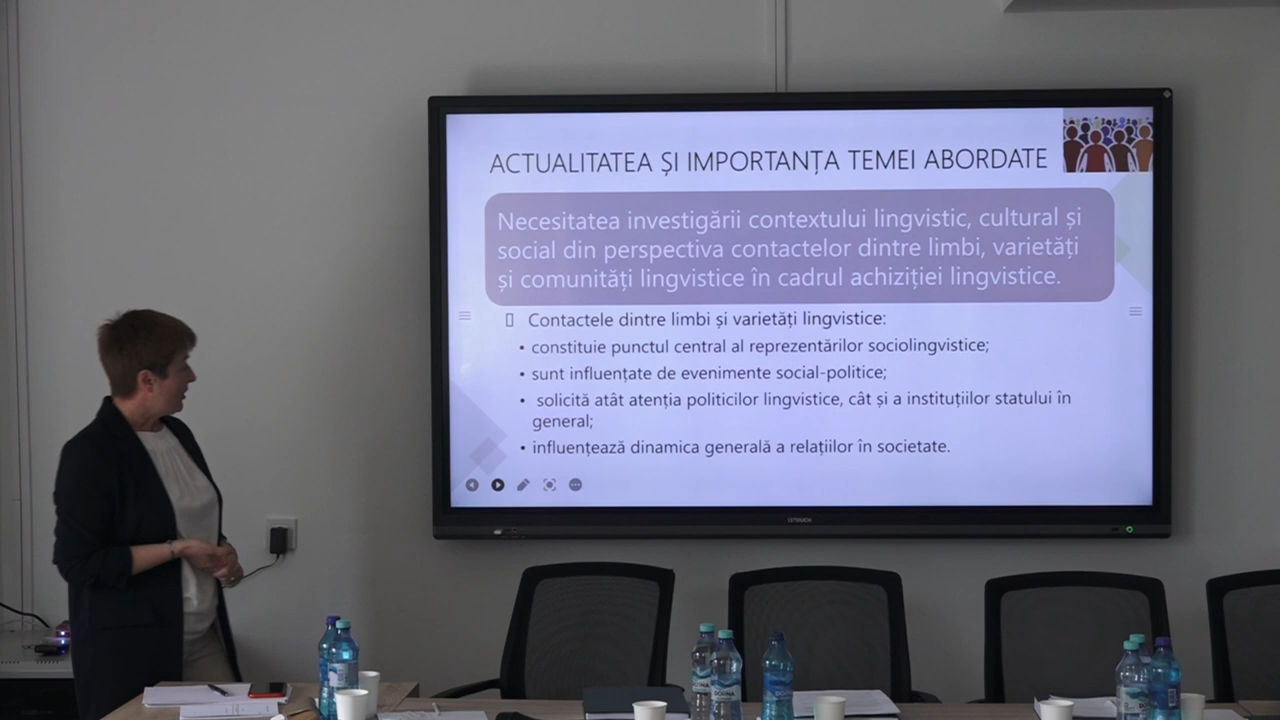 ACTUALITATEA ȘI IMPORTANȚA TEMEI ABORDATE
Necesitatea investigării contextului lingvistic, cultural și
social din perspectiva contactelor dintre limbi, varietăți
și comunități lingvistice în cadrul achiziției lingvistice.
Contactele dintre limbi și varietăți lingvistice:
• constituie punctul central al reprezentărilor sociolingvistice;
• sunt influențate de evenimente social-politice;
• solicită atât atenția politicilor lingvistice, cât și a instituțiilor statului în
general;
• influențează dinamica generală a relațiilor în societate.